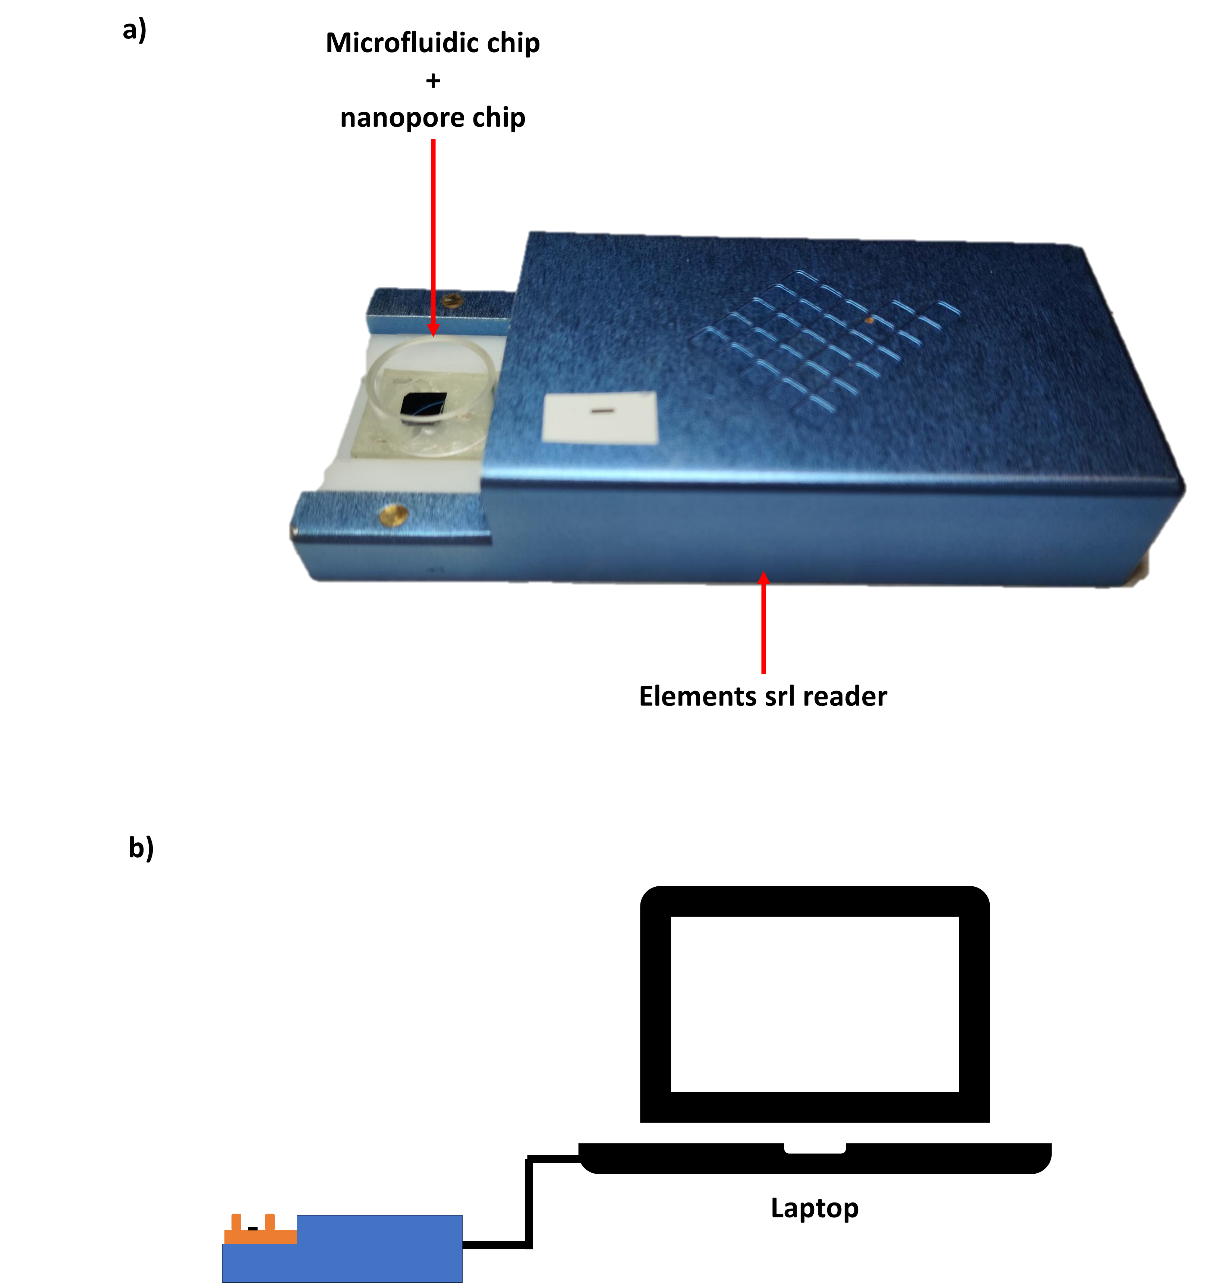 a)
Microfluidic chip
+
nanopore chip
Elements srl reader
b)
Laptop